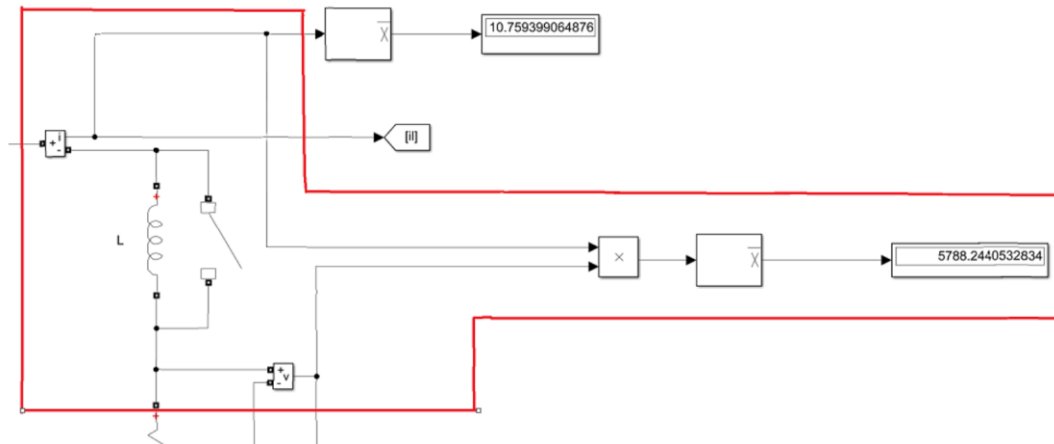 10.759399064876
x
i
+
-
[il]
+
L
×
x
5788.2440532834
+
-
v
+